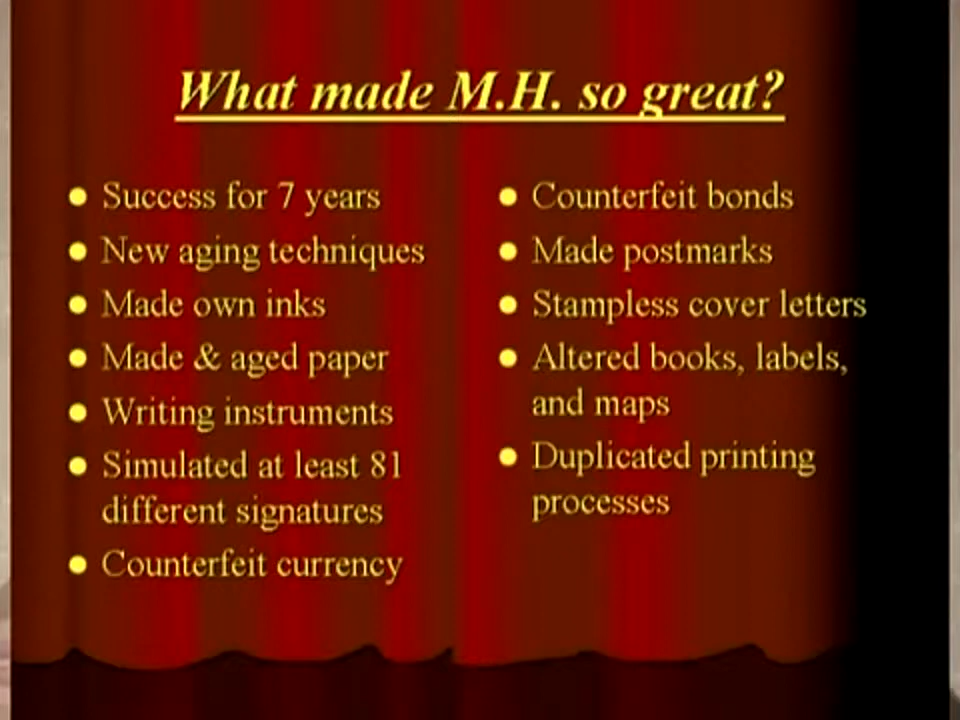 What made M.H. so great?
Success for 7 years
New aging techniques
Made own inks
Made & aged paper
Writing instruments
Simulated at least 81
different signatures
Counterfeit currency
Counterfeit bonds
Made postmarks
Stampless cover letters
Altered books, labels,
and maps
Duplicated printing
processes